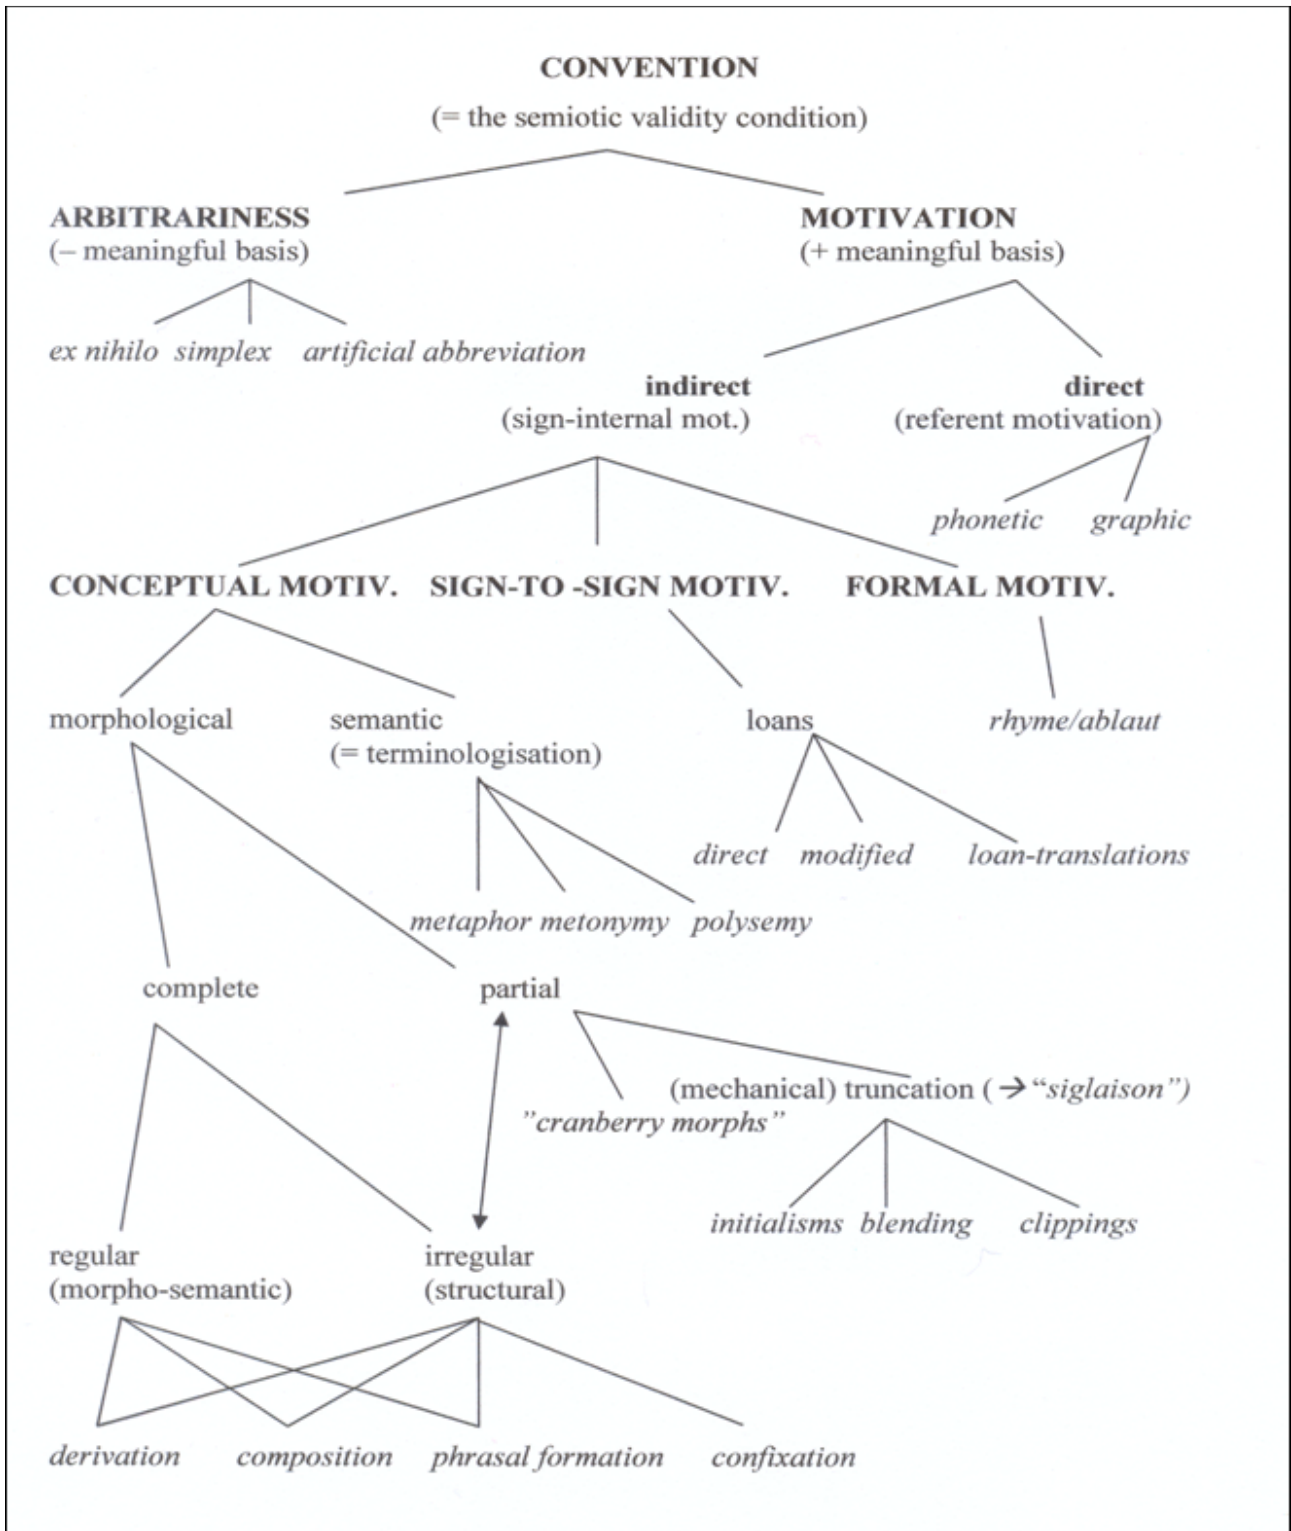 CONVENTION
(= the semiotic validity condition)
ARBITRARINESS MOTIVATION
(– meaningful basis) (+ meaningful basis)
ex nihilo simplex artificial abbreviation
indirect direct
(sign-internal mot.) (referent motivation)
phonetic graphic
CONCEPTUAL MOTIV. SIGN-TO -SIGN MOTIV. FORMAL MOTIV.
morphological semantic loans rhyme/ablaut
(= terminologisation)
direct modified loan-translations
metaphor metonymy polysemy
complete partial
(mechanical) truncation (→ “siglaison”)
”cranberry morphs”
initialisms blending clippings
regular irregular
(morpho-semantic) (structural)
derivation composition phrasal formation confixation